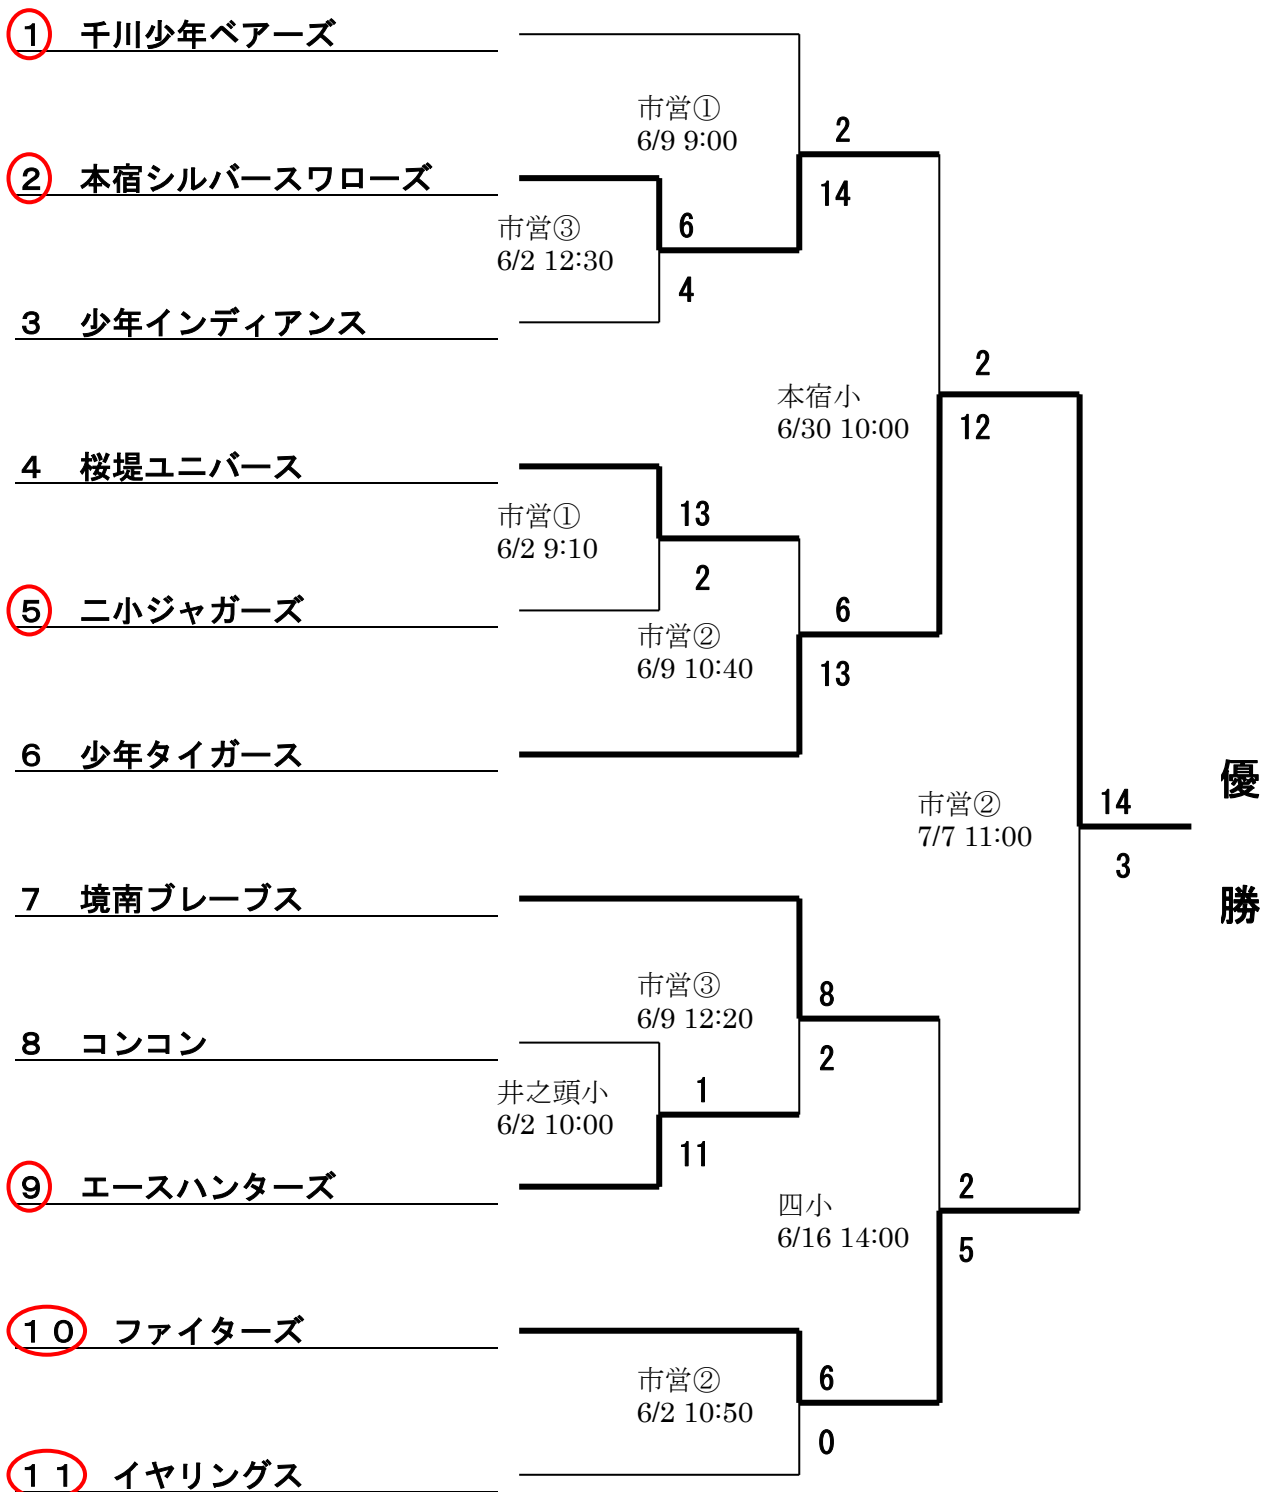 １　千川少年ベアーズ
市営①
6/9 9:00
2
14
２　本宿シルバースワローズ
市営③
6/2 12:30
6
4
３　少年インディアンス
本宿小
6/30 10:00
2
12
４　桜堤ユニバース
市営①
6/2 9:10
13
2
５　二小ジャガーズ
市営②
6/9 10:40
6
13
６　少年タイガース
市営②
7/7 11:00
14
3
優勝
７　境南ブレーブス
市営③
6/9 12:20
8
2
８　コンコン
井之頭小
6/2 10:00
1
11
９　エースハンターズ
四小
6/16 14:00
2
5
１０　ファイターズ
市営②
6/2 10:50
6
0
１１　イヤリングス